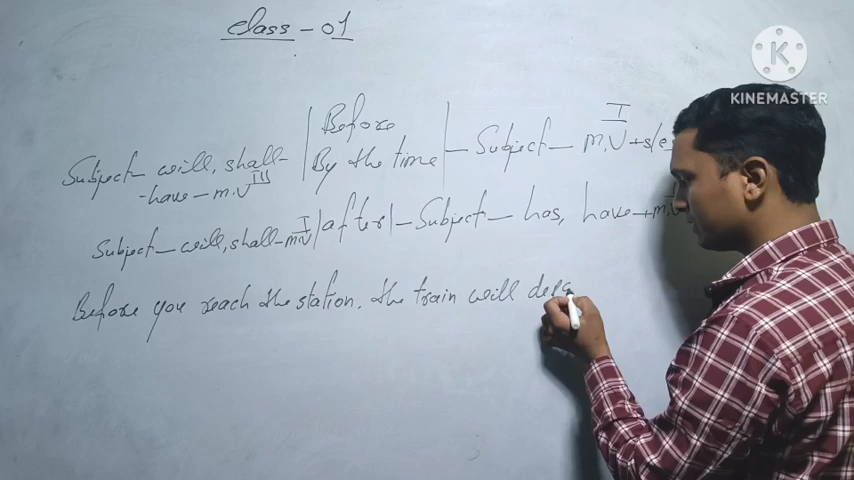 class - 01
K
KINEMASTER
Subject - will, shall- | Before | - Subject - m.V I + s/es
-have - m.V III | By the time |
Subject - will, shall - m.V I | after | - Subject - has, have + m.V
Before you reach the station. the train will depa